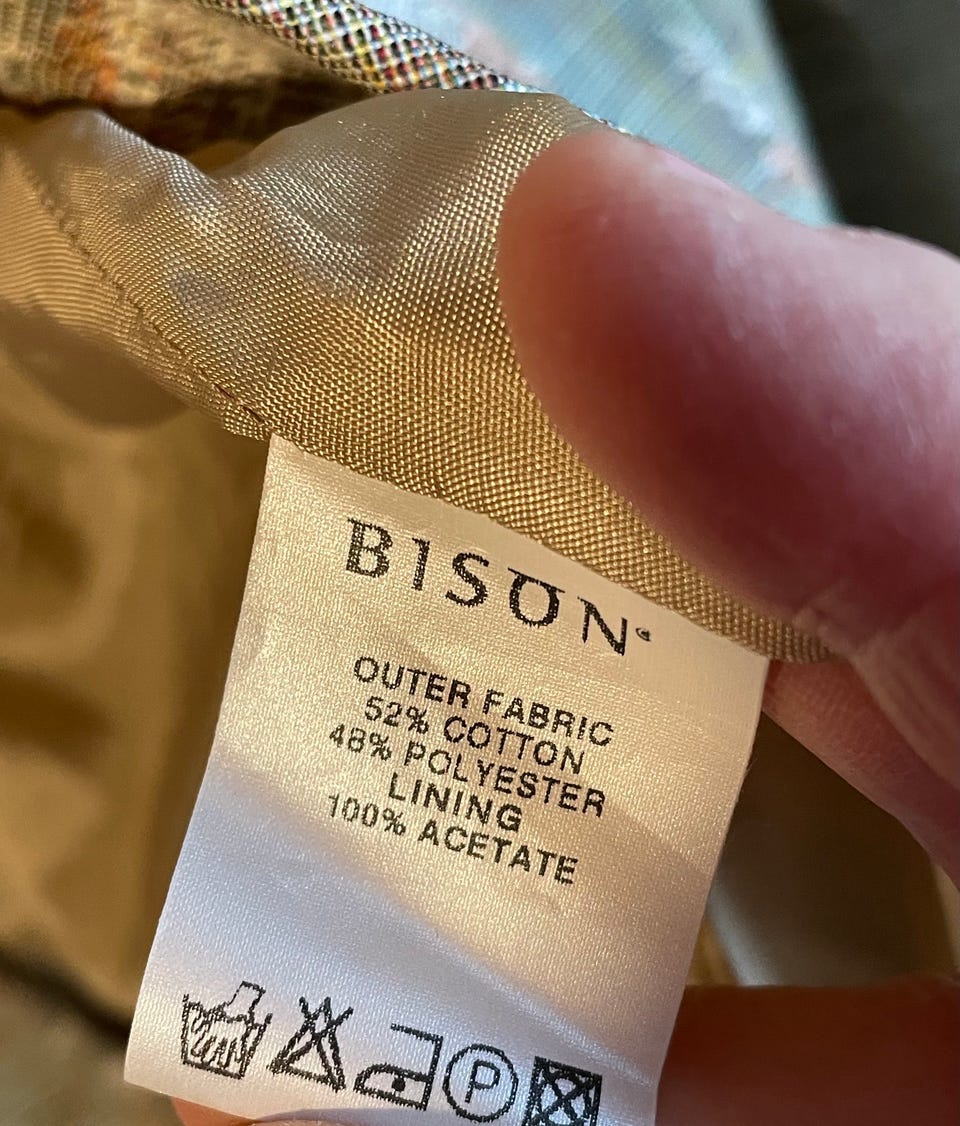 BISON
OUTER FABRIC
52% COTTON
48% POLYESTER
LINING
100% ACETATE
P